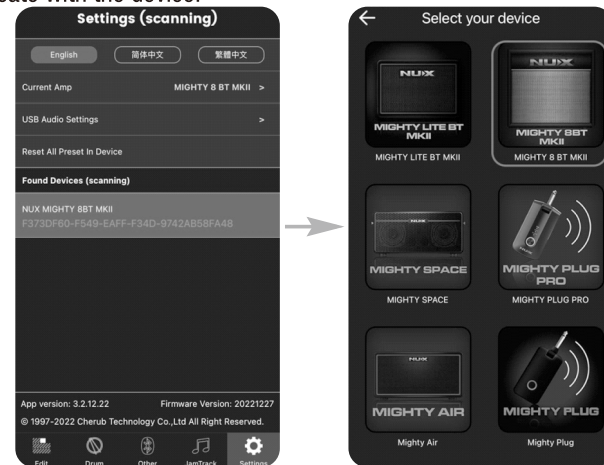 with the device.
Settings (scanning)
English 简体中文 繁體中文
Current Amp MIGHTY 8 BT MKII >
USB Audio Settings >
Reset All Preset In Device
Found Devices (scanning)
NUX MIGHTY 8BT MKII
F373DF60-F549-EAFF-F34D-9742AB58FA48
App version: 3.2.12.22 Firmware Version: 20221227
© 1997-2022 Cherub Technology Co.,Ltd All Right Reserved.
Edit Drum Other JamTrack Settings
Select your device
NUX NUX
MIGHTY LITE BT MKII MIGHTY 8BT MKII
MIGHTY LITE BT MKII MIGHTY 8 BT MKII
NUX
MIGHTY SPACE MIGHTY PLUG PRO
MIGHTY SPACE MIGHTY PLUG PRO
NUX
MIGHTY AIR MIGHTY PLUG
Mighty Air Mighty Plug